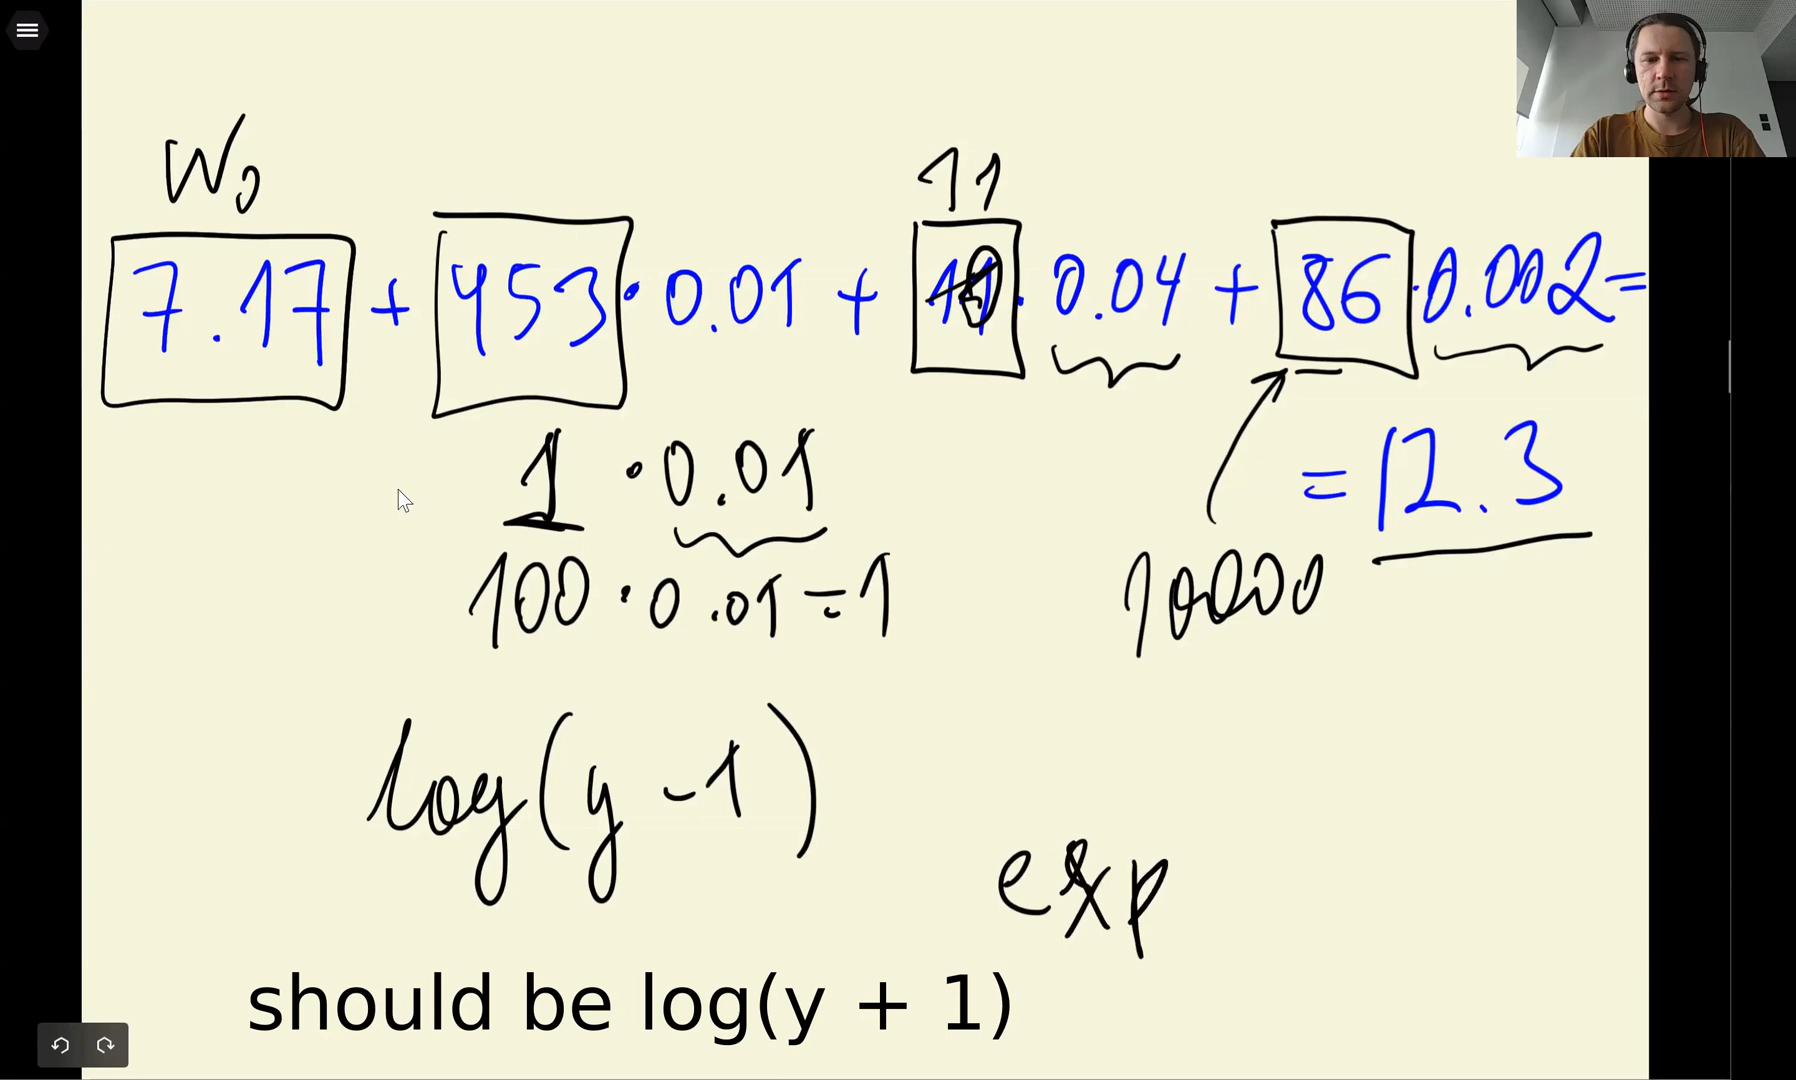 W₀
11
7.17 + 453 · 0.01 + · 0.04 + 86 · 0.002 =
1 · 0.01
= 12.3
100 · 0.01 = 1
10000
log(y - 1)
exp
should be log(y + 1)